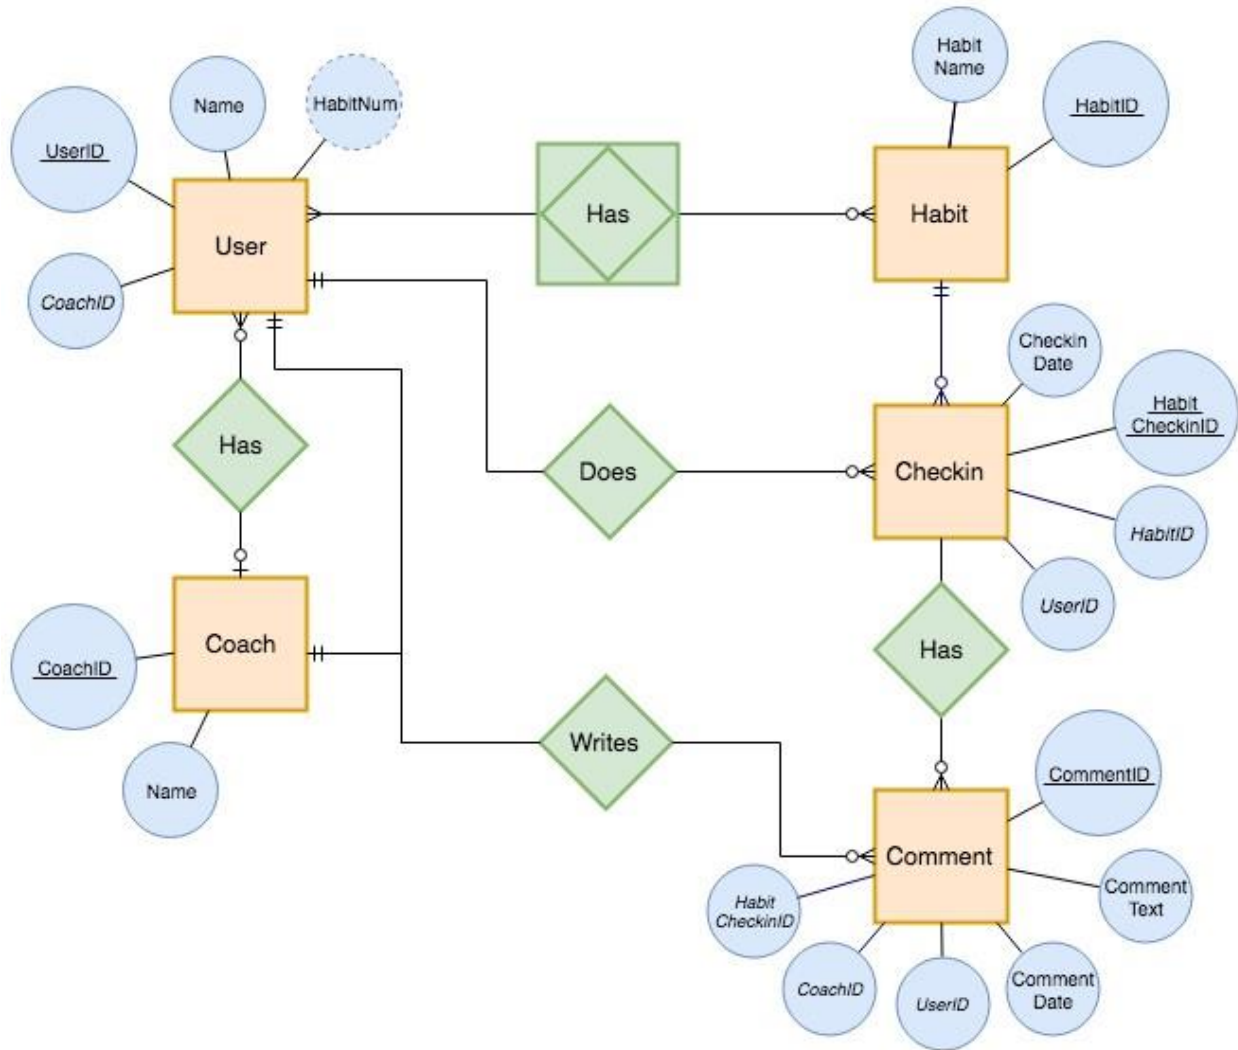 Name
HabitNum
UserID
User
CoachID
Has
Habit
Name
HabitID
Habit
Has
Does
Checkin
Date
Habit
CheckinID
Checkin
HabitID
UserID
Coach
CoachID
Name
Writes
Has
CommentID
Comment
Comment
Text
Habit
CheckinID
CoachID
UserID
Comment
Date